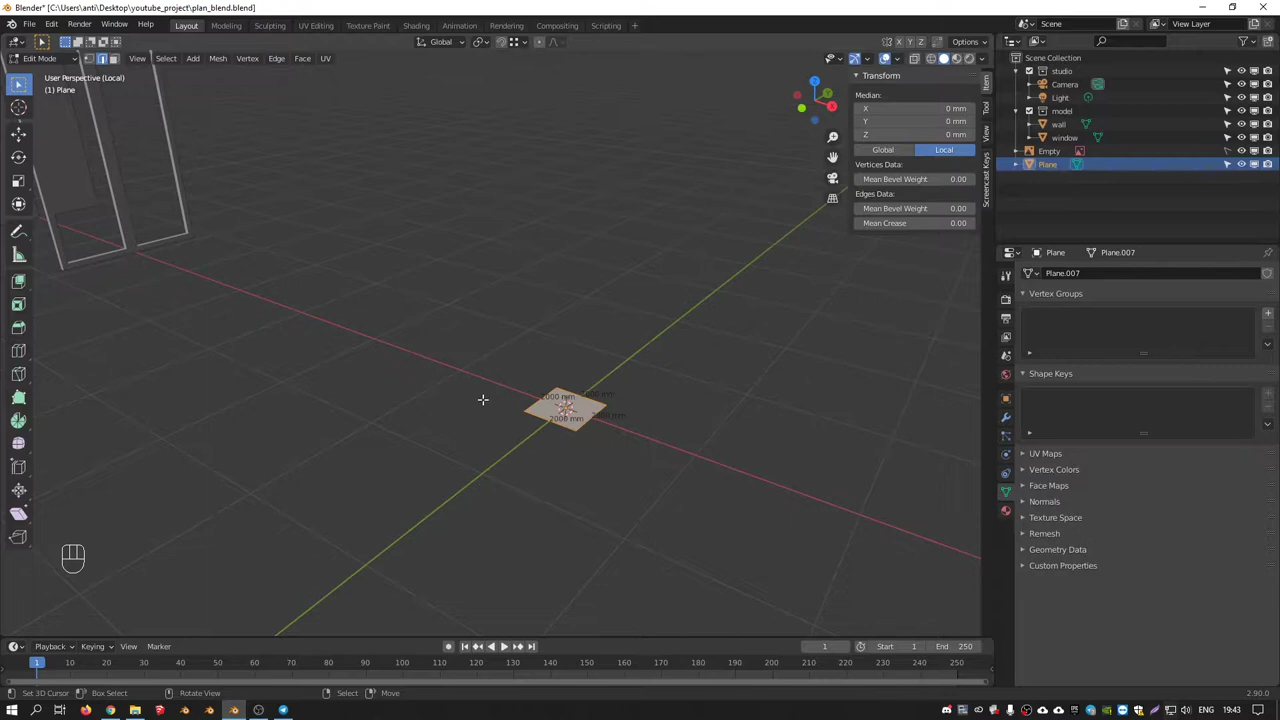 Blender* [C:\Users\anti\Desktop\youtube_project\plan_blend.blend]
File Edit Render Window Help Layout Modeling Sculpting UV Editing Texture Paint Shading Animation Rendering Compositing Scripting Scene View Layer
Global Options
Edit Mode View Select Add Mesh Vertex Edge Face UV X Y Z
User Perspective (Local)
(1) Plane
Transform
Median:
X 0 mm
Y 0 mm
Z 0 mm
Global Local
Vertices Data:
Mean Bevel Weight 0.00
Edges Data:
Mean Bevel Weight 0.00
Mean Crease 0.00
Item
Tool
View
Screencast Keys
Z
Y
X
2000 mm
2000 mm
2000 mm
Scene Collection
studio
Camera
Light
model
wall
window
Empty
Plane
Plane Plane.007
Plane.007
Vertex Groups
Shape Keys
UV Maps
Vertex Colors
Face Maps
Normals
Texture Space
Remesh
Geometry Data
Custom Properties
Playback Keying View Marker 1 Start 1 End 250
1 10 20 30 40 50 60 70 80 90 100 110 120 130 140 150 160 170 180 190 200 210 220 230 240 250
Set 3D Cursor Box Select Rotate View Select Move 2.90.0
ENG 19:43